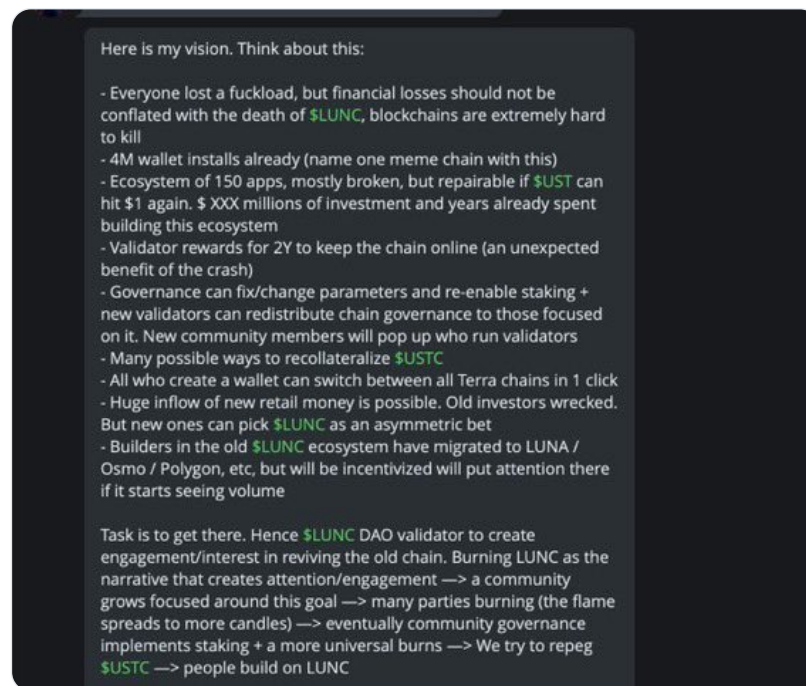 Here is my vision. Think about this:
- Everyone lost a fuckload, but financial losses should not be
conflated with the death of $LUNC, blockchains are extremely hard
to kill
- 4M wallet installs already (name one meme chain with this)
- Ecosystem of 150 apps, mostly broken, but repairable if $UST can
hit $1 again. $ XXX millions of investment and years already spent
building this ecosystem
- Validator rewards for 2Y to keep the chain online (an unexpected
benefit of the crash)
- Governance can fix/change parameters and re-enable staking +
new validators can redistribute chain governance to those focused
on it. New community members will pop up who run validators
- Many possible ways to recollateralize $USTC
- All who create a wallet can switch between all Terra chains in 1 click
- Huge inflow of new retail money is possible. Old investors wrecked.
But new ones can pick $LUNC as an asymmetric bet
- Builders in the old $LUNC ecosystem have migrated to LUNA /
Osmo / Polygon, etc, but will be incentivized will put attention there
if it starts seeing volume
Task is to get there. Hence $LUNC DAO validator to create
engagement/interest in reviving the old chain. Burning LUNC as the
narrative that creates attention/engagement —> a community
grows focused around this goal —> many parties burning (the flame
spreads to more candles) —> eventually community governance
implements staking + a more universal burns —> We try to repeg
$USTC —> people build on LUNC